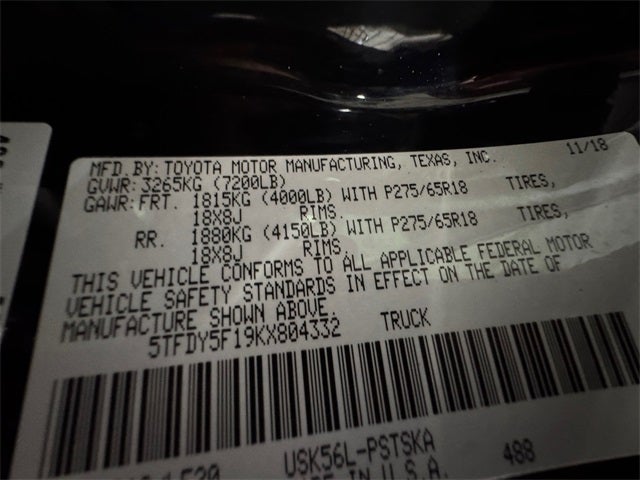 MFD.BY: TOYOTA MOTOR MANUFACTURING, TEXAS, INC. 11/18
GVWR: 3265KG (7200LB)
GAWR: FRT. 1815KG (4000LB) WITH P275/65R18 TIRES,
18X8J RIMS.
RR. 1880KG (4150LB) WITH P275/65R18 TIRES,
18X8J RIMS.
THIS VEHICLE CONFORMS TO ALL APPLICABLE FEDERAL MOTOR
VEHICLE SAFETY STANDARDS IN EFFECT ON THE DATE OF
MANUFACTURE SHOWN ABOVE.
5TFDY5F19KX804332 TRUCK
USK56L-PSTSKA 488
IN U.S.A.